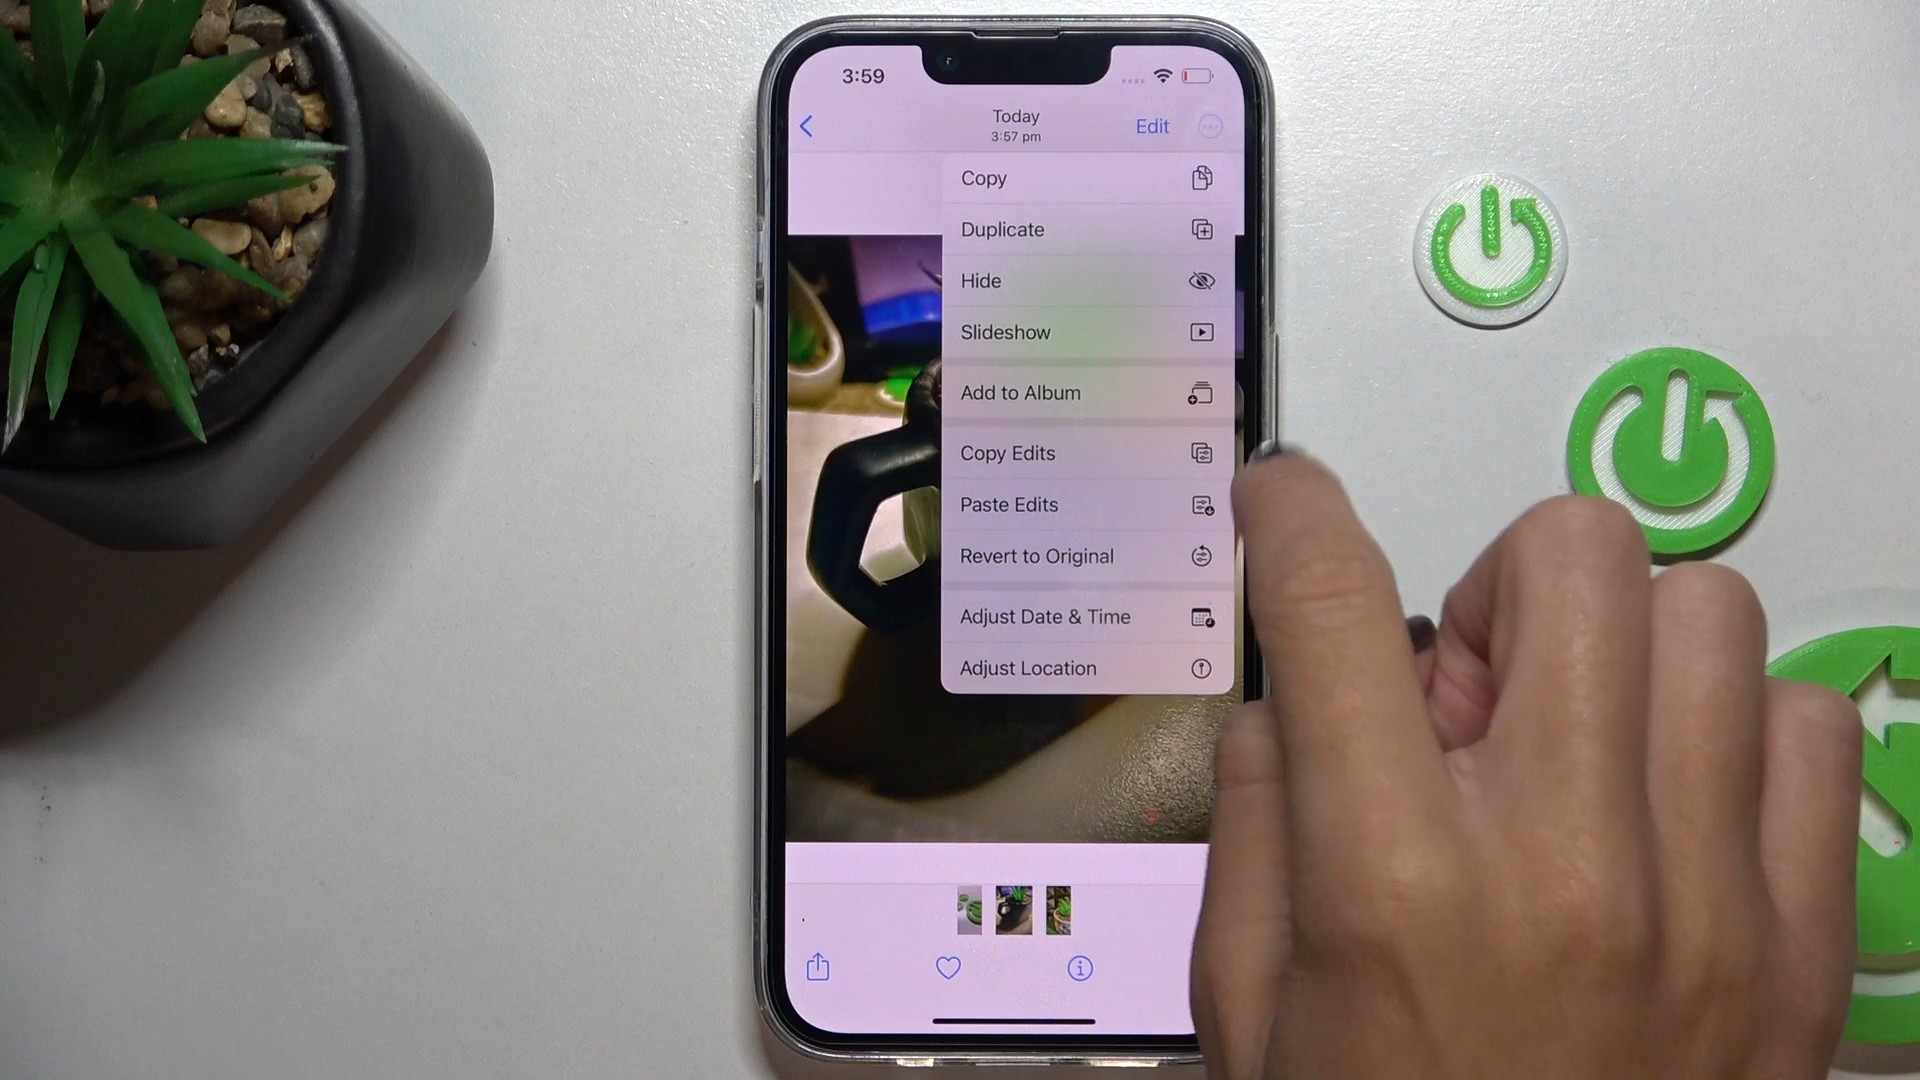 3:59
Today
3:57 pm
Edit
Copy
Duplicate
Hide
Slideshow
Add to Album
Copy Edits
Paste Edits
Revert to Original
Adjust Date & Time
Adjust Location